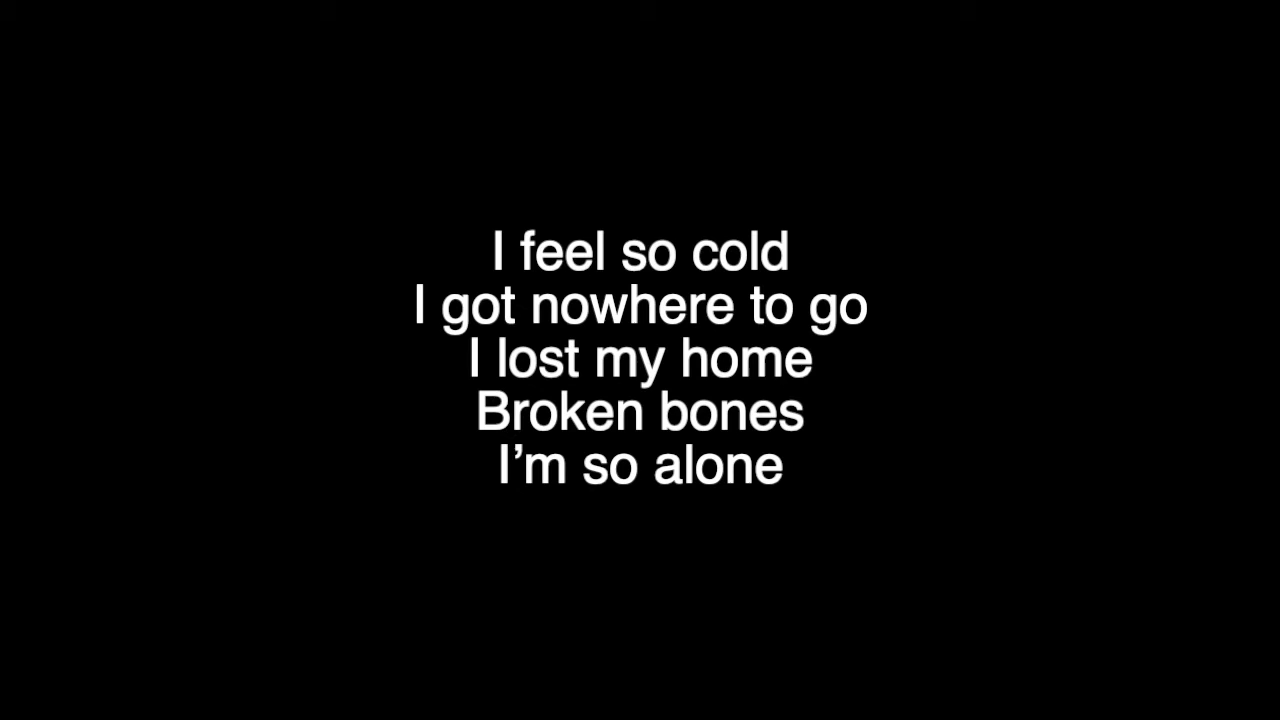 I feel so cold
I got nowhere to go
I lost my home
Broken bones
I’m so alone